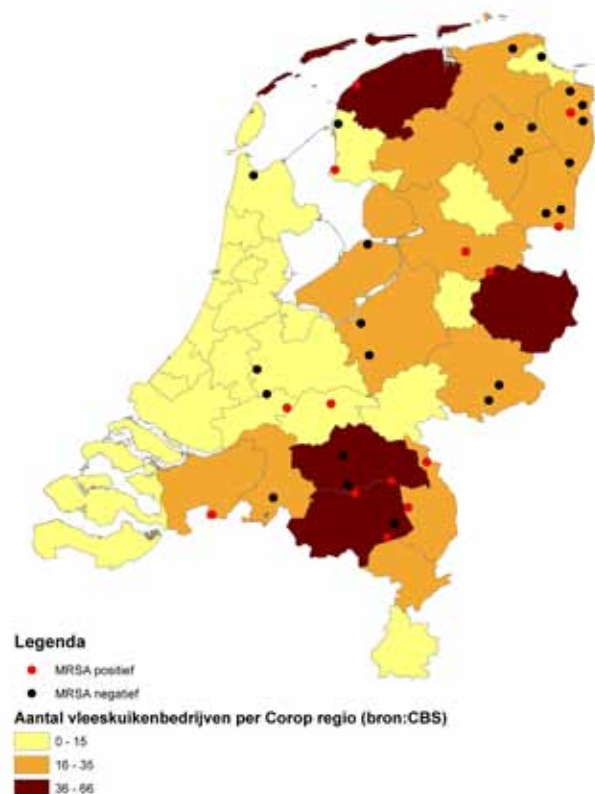 Legenda
MRSA positief
MRSA negatief
Aantal vleeskuikenbedrijven per Corop regio (bron:CBS)
0 - 15
16 - 35
36 - 66